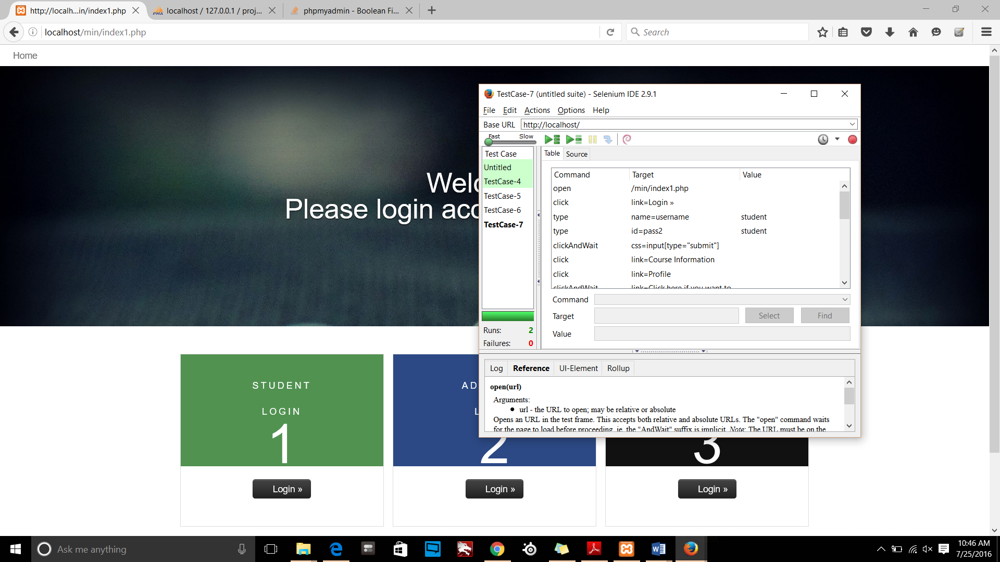 http://localh...in/index1.php
localhost / 127.0.0.1 / proj...
phpmyadmin - Boolean Fi...
localhost/min/index1.php
Search
Home
Welc
Please login acc
TestCase-7 (untitled suite) - Selenium IDE 2.9.1
File Edit Actions Options Help
Base URL http://localhost/
Fast Slow
Test Case
Untitled
TestCase-4
TestCase-5
TestCase-6
TestCase-7
Runs: 2
Failures: 0
Table Source
Command Target Value
open /min/index1.php
click link=Login »
type name=username student
type id=pass2 student
clickAndWait css=input[type="submit"]
click link=Course Information
click link=Profile
clickAndWait link=Click here if you want to
Command
Target Select Find
Value
Log Reference UI-Element Rollup
open(url)
Arguments:
url - the URL to open; may be relative or absolute
Opens an URL in the test frame. This accepts both relative and absolute URLs. The "open" command waits
for the page to load before proceeding, ie. the "AndWait" suffix is implicit. Note: The URL must be on the
STUDENT
LOGIN
1
Login »
AD
L
2
Login »
3
Login »
Ask me anything
10:46 AM
7/25/2016